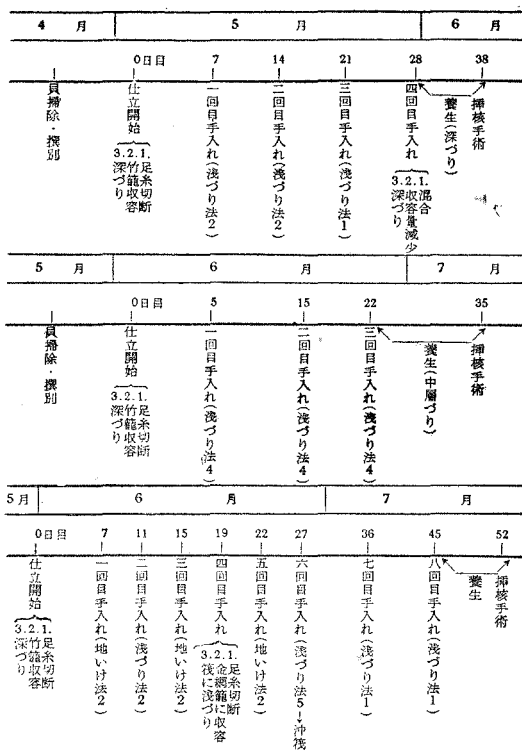 4 月 5 月 6 月
0日目 7 14 21 28 38
貝掃除・撰別
仕立開始
1.足糸切断
2.竹籠収容
3.深づり
一回目手入れ(浅づり法2)
二回目手入れ(浅づり法2)
三回目手入れ(浅づり法1)
四回目手入れ
1.混合
2.収容量減少
3.深づり
養生(深づり)
挿核手術
5 月 6 月 7 月
0日目 5 15 22 35
貝掃除・撰別
仕立開始
1.足糸切断
2.竹籠収容
3.深づり
一回目手入れ(浅づり法4)
二回目手入れ(浅づり法4)
三回目手入れ(浅づり法4)
養生(中層づり)
挿核手術
5月 6 月 7 月
0日目 7 11 15 19 22 27 36 45 52
仕立開始
1.足糸切断
2.竹籠収容
3.深づり
一回目手入れ(地いけ法2)
二回目手入れ(浅づり法2)
三回目手入れ(地いけ法2)
四回目手入れ
1.足糸切断
2.金網籠に収容
3.筏に浅づり
五回目手入れ(地いけ法2)
六回目手入れ(浅づり法5→沖筏)
七回目手入れ(浅づり法1)
八回目手入れ(浅づり法1)
養生
挿核手術